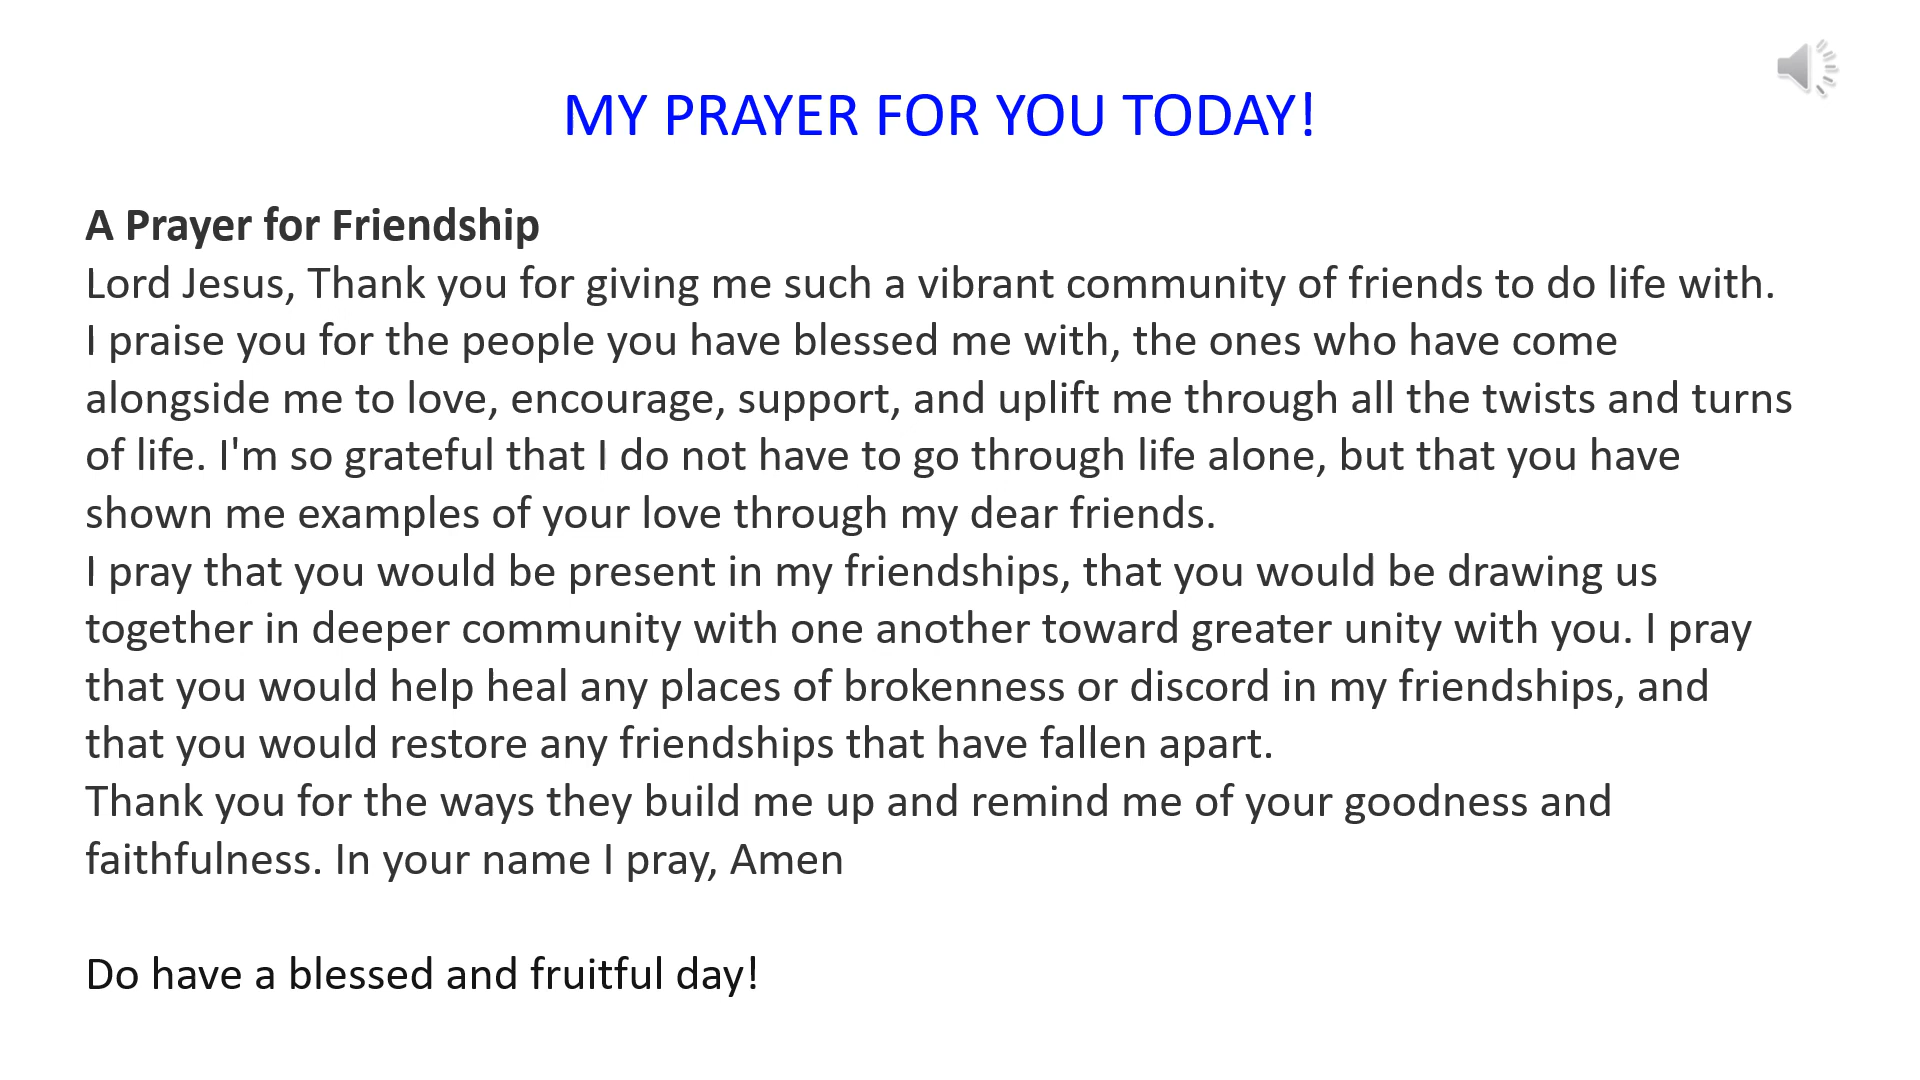 MY PRAYER FOR YOU TODAY!
A Prayer for Friendship
Lord Jesus, Thank you for giving me such a vibrant community of friends to do life with.
I praise you for the people you have blessed me with, the ones who have come
alongside me to love, encourage, support, and uplift me through all the twists and turns
of life. I'm so grateful that I do not have to go through life alone, but that you have
shown me examples of your love through my dear friends.
I pray that you would be present in my friendships, that you would be drawing us
together in deeper community with one another toward greater unity with you. I pray
that you would help heal any places of brokenness or discord in my friendships, and
that you would restore any friendships that have fallen apart.
Thank you for the ways they build me up and remind me of your goodness and
faithfulness. In your name I pray, Amen
Do have a blessed and fruitful day!